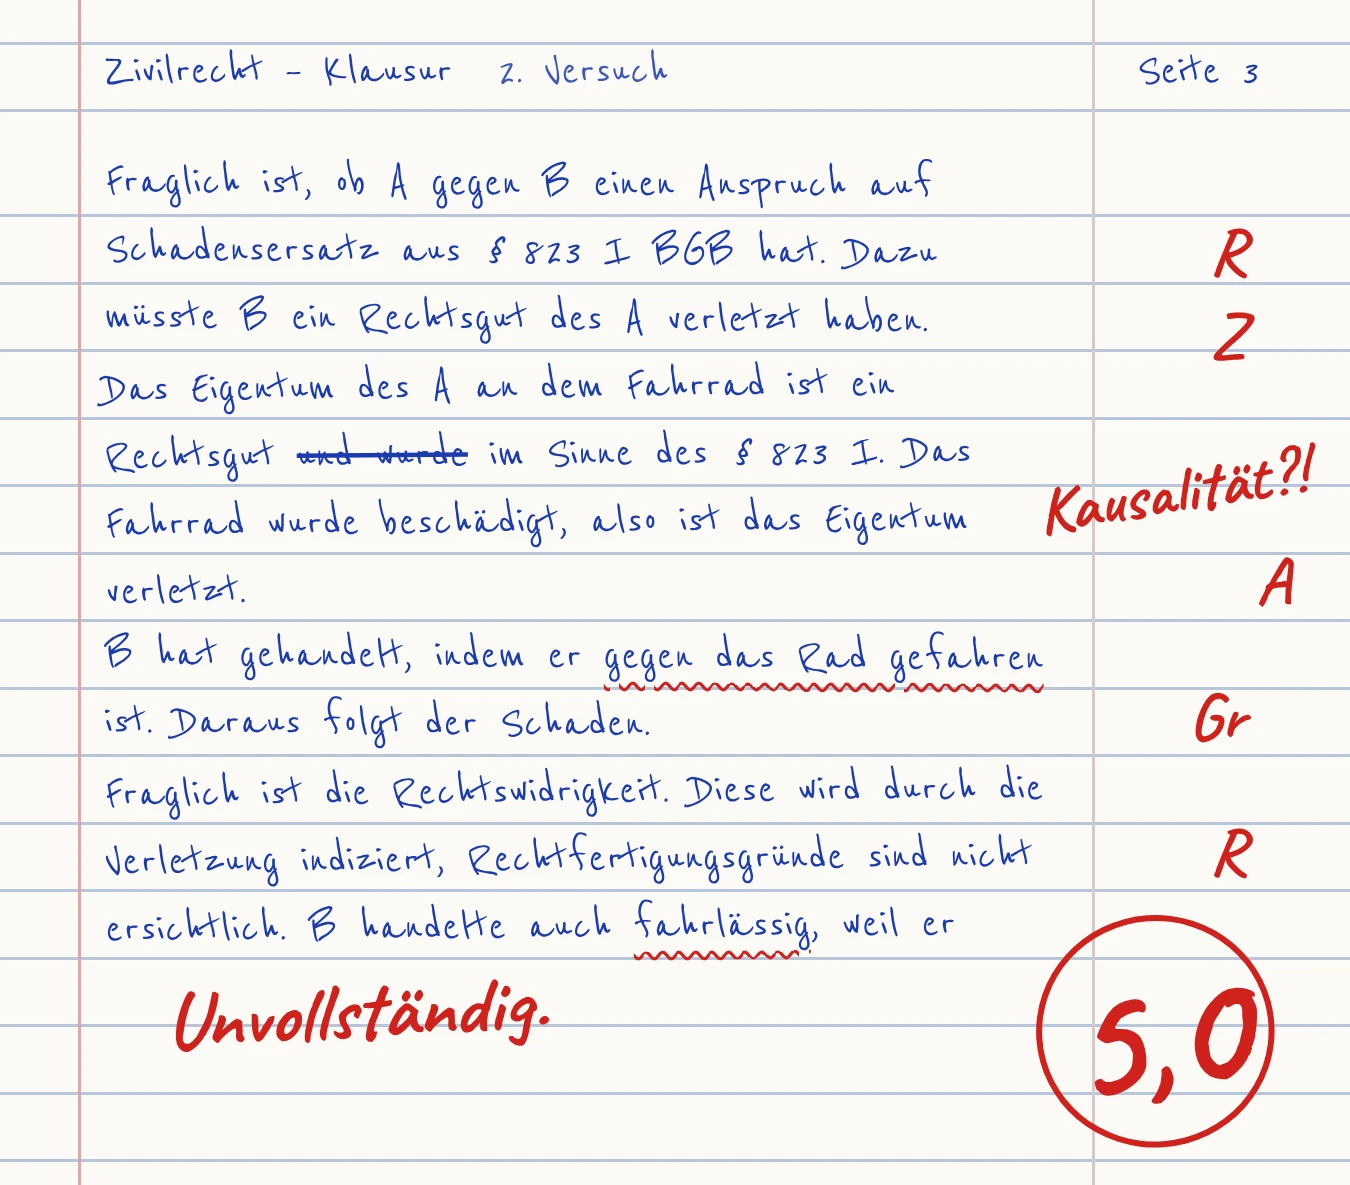 Zivilrecht – Klausur 2. Versuch Seite 3
Fraglich ist, ob A gegen B einen Anspruch auf
Schadensersatz aus § 823 I BGB hat. Dazu
R
müsste B ein Rechtsgut des A verletzt haben.
Z
Das Eigentum des A an dem Fahrrad ist ein
Rechtsgut und wurde im Sinne des § 823 I. Das
Kausalität?!
Fahrrad wurde beschädigt, also ist das Eigentum
verletzt.
A
B hat gehandelt, indem er gegen das Rad gefahren
ist. Daraus folgt der Schaden.
Gr
Fraglich ist die Rechtswidrigkeit. Diese wird durch die
Verletzung indiziert, Rechtfertigungsgründe sind nicht
R
ersichtlich. B handelte auch fahrlässig, weil er
Unvollständig.
5,0